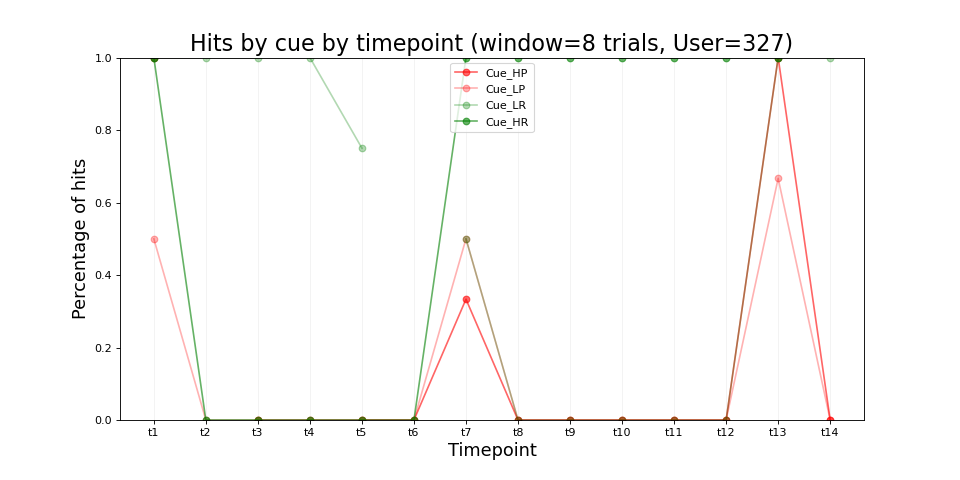 Hits by cue by timepoint (window=8 trials, User=327)
1.0
0.8
0.6
0.4
0.2
0.0
Percentage of hits
Cue_HP
Cue_LP
Cue_LR
Cue_HR
t1 t2 t3 t4 t5 t6 t7 t8 t9 t10 t11 t12 t13 t14
Timepoint